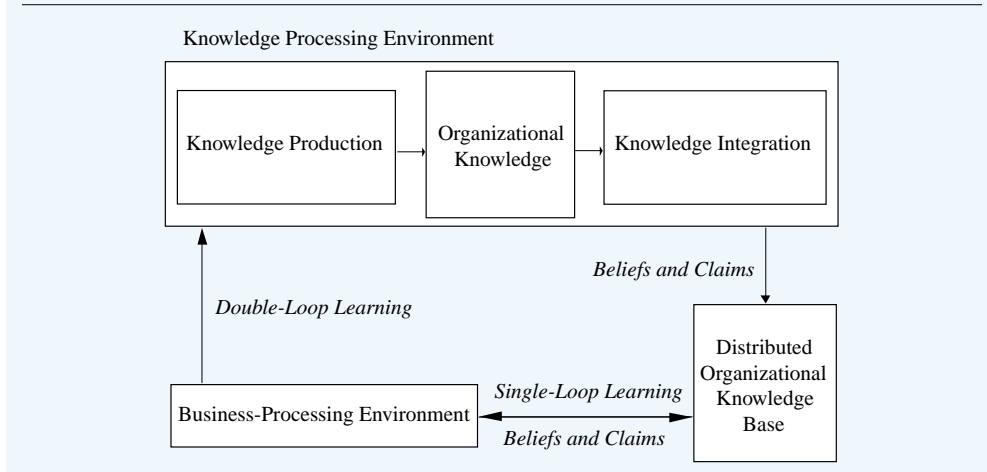 Knowledge Processing Environment
Knowledge Production
Organizational
Knowledge
Knowledge Integration
Beliefs and Claims
Double-Loop Learning
Distributed
Organizational
Knowledge
Base
Single-Loop Learning
Business-Processing Environment
Beliefs and Claims